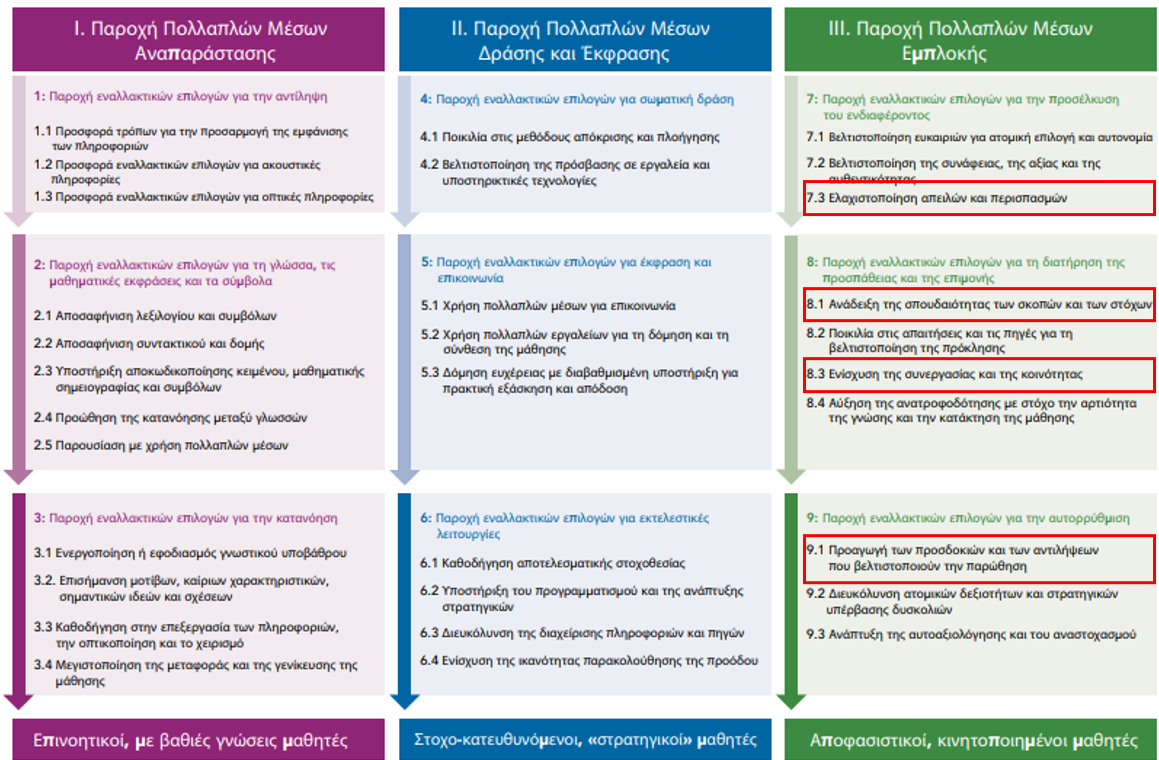 I. Παροχή Πολλαπλών Μέσων
Αναπαράστασης
1: Παροχή εναλλακτικών επιλογών για την αντίληψη
1.1 Προσφορά τρόπων για την προσαρμογή της εμφάνισης
των πληροφοριών
1.2 Προσφορά εναλλακτικών επιλογών για ακουστικές
πληροφορίες
1.3 Προσφορά εναλλακτικών επιλογών για οπτικές πληροφορίες
2: Παροχή εναλλακτικών επιλογών για τη γλώσσα, τις
μαθηματικές εκφράσεις και τα σύμβολα
2.1 Αποσαφήνιση λεξιλογίου και συμβόλων
2.2 Αποσαφήνιση συντακτικού και δομής
2.3 Υποστήριξη αποκωδικοποίησης κειμένου, μαθηματικής
σημειογραφίας και συμβόλων
2.4 Προώθηση της κατανόησης μεταξύ γλωσσών
2.5 Παρουσίαση με χρήση πολλαπλών μέσων
3: Παροχή εναλλακτικών επιλογών για την κατανόηση
3.1 Ενεργοποίηση ή εφοδιασμός γνωστικού υποβάθρου
3.2. Επισήμανση μοτίβων, καίριων χαρακτηριστικών,
σημαντικών ιδεών και σχέσεων
3.3 Καθοδήγηση στην επεξεργασία των πληροφοριών,
την οπτικοποίηση και το χειρισμό
3.4 Μεγιστοποίηση της μεταφοράς και της γενίκευσης της
μάθησης
Επινοητικοί, με βαθιές γνώσεις μαθητές
II. Παροχή Πολλαπλών Μέσων
Δράσης και Έκφρασης
4: Παροχή εναλλακτικών επιλογών για σωματική δράση
4.1 Ποικιλία στις μεθόδους απόκρισης και πλοήγησης
4.2 Βελτιστοποίηση της πρόσβασης σε εργαλεία και
υποστηρικτικές τεχνολογίες
5: Παροχή εναλλακτικών επιλογών για έκφραση και
επικοινωνία
5.1 Χρήση πολλαπλών μέσων για επικοινωνία
5.2 Χρήση πολλαπλών εργαλείων για τη δόμηση και τη
σύνθεση της μάθησης
5.3 Δόμηση ευχέρειας με διαβαθμισμένη υποστήριξη για
πρακτική εξάσκηση και απόδοση
6: Παροχή εναλλακτικών επιλογών για εκτελεστικές
λειτουργίες
6.1 Καθοδήγηση αποτελεσματικής στοχοθεσίας
6.2 Υποστήριξη του προγραμματισμού και της ανάπτυξης
στρατηγικών
6.3 Διευκόλυνση της διαχείρισης πληροφοριών και πηγών
6.4 Ενίσχυση της ικανότητας παρακολούθησης της προόδου
Στοχο-κατευθυνόμενοι, «στρατηγικοί» μαθητές
III. Παροχή Πολλαπλών Μέσων
Εμπλοκής
7: Παροχή εναλλακτικών επιλογών για την προσέλκυση
του ενδιαφέροντος
7.1 Βελτιστοποίηση ευκαιριών για ατομική επιλογή και αυτονομία
7.2 Βελτιστοποίηση της συνάφειας, της αξίας και της
αυθεντικότητας
7.3 Ελαχιστοποίηση απειλών και περισπασμών
8: Παροχή εναλλακτικών επιλογών για τη διατήρηση της
προσπάθειας και της επιμονής
8.1 Ανάδειξη της σπουδαιότητας των σκοπών και των στόχων
8.2 Ποικιλία στις απαιτήσεις και τις πηγές για τη
βελτιστοποίηση της πρόκλησης
8.3 Ενίσχυση της συνεργασίας και της κοινότητας
8.4 Αύξηση της ανατροφοδότησης με στόχο την αρτιότητα
της γνώσης και την κατάκτηση της μάθησης
9: Παροχή εναλλακτικών επιλογών για την αυτορρύθμιση
9.1 Προαγωγή των προσδοκιών και των αντιλήψεων
που βελτιστοποιούν την παρώθηση
9.2 Διευκόλυνση ατομικών δεξιοτήτων και στρατηγικών
υπέρβασης δυσκολιών
9.3 Ανάπτυξη της αυτοαξιολόγησης και του αναστοχασμού
Αποφασιστικοί, κινητοποιημένοι μαθητές